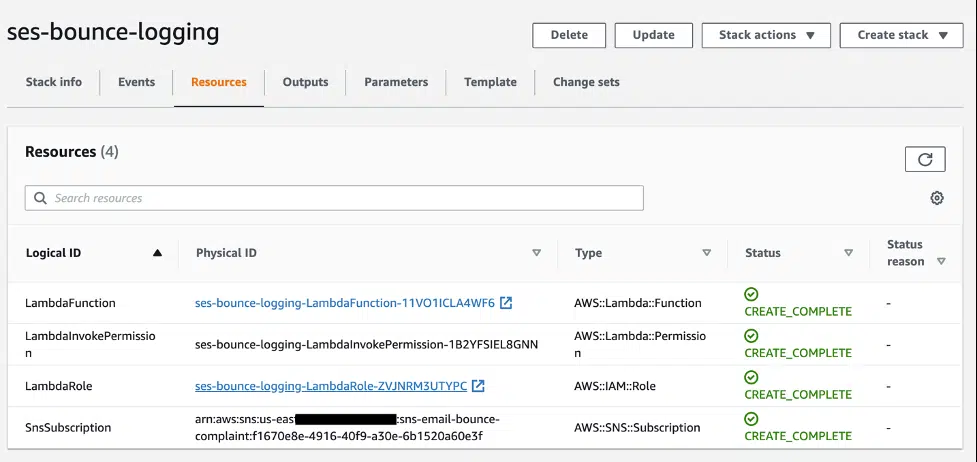 ses-bounce-logging
Delete
Update
Stack actions
Create stack
Stack info
Events
Resources
Outputs
Parameters
Template
Change sets
Resources (4)
Search resources
Logical ID
Physical ID
Type
Status
Status
reason
LambdaFunction
ses-bounce-logging-LambdaFunction-11VO1ICLA4WF6
AWS::Lambda::Function
CREATE_COMPLETE
-
LambdaInvokePermissio
n
ses-bounce-logging-LambdaInvokePermission-1B2YFSIEL8GNN
AWS::Lambda::Permissio
n
CREATE_COMPLETE
-
LambdaRole
ses-bounce-logging-LambdaRole-ZVJNRM3UTYPC
AWS::IAM::Role
CREATE_COMPLETE
-
SnsSubscription
arn:aws:sns:us-eas :sns-email-bounce-
complaint:f1670e8e-4916-40f9-a30e-6b1520a60e3f
AWS::SNS::Subscription
CREATE_COMPLETE
-